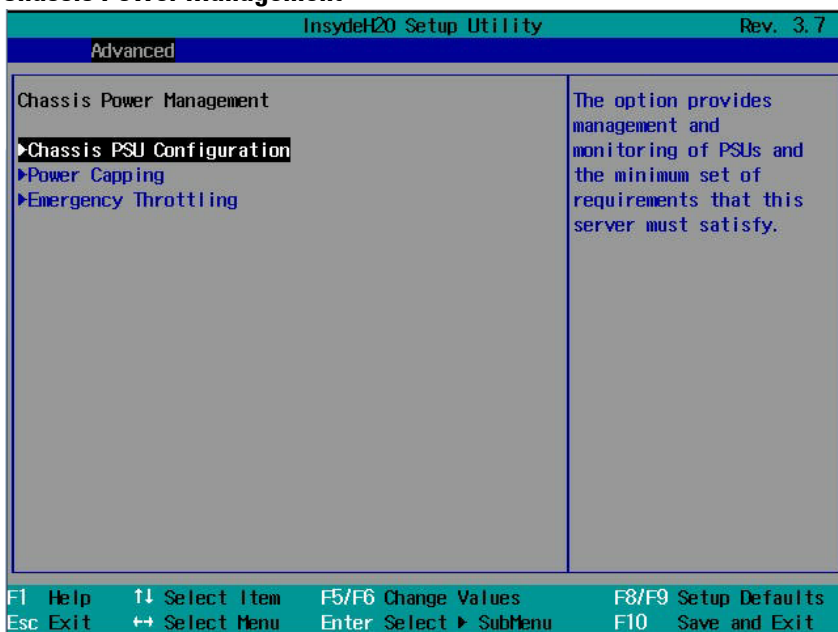 Chassis Power Management
InsydeH2O Setup Utility Rev. 3.7
Advanced
Chassis Power Management
▶Chassis PSU Configuration
▶Power Capping
▶Emergency Throttling
The option provides
management and
monitoring of PSUs and
the minimum set of
requirements that this
server must satisfy.
F1 Help ↑↓ Select Item F5/F6 Change Values F8/F9 Setup Defaults
Esc Exit ↔ Select Menu Enter Select ▶ SubMenu F10 Save and Exit